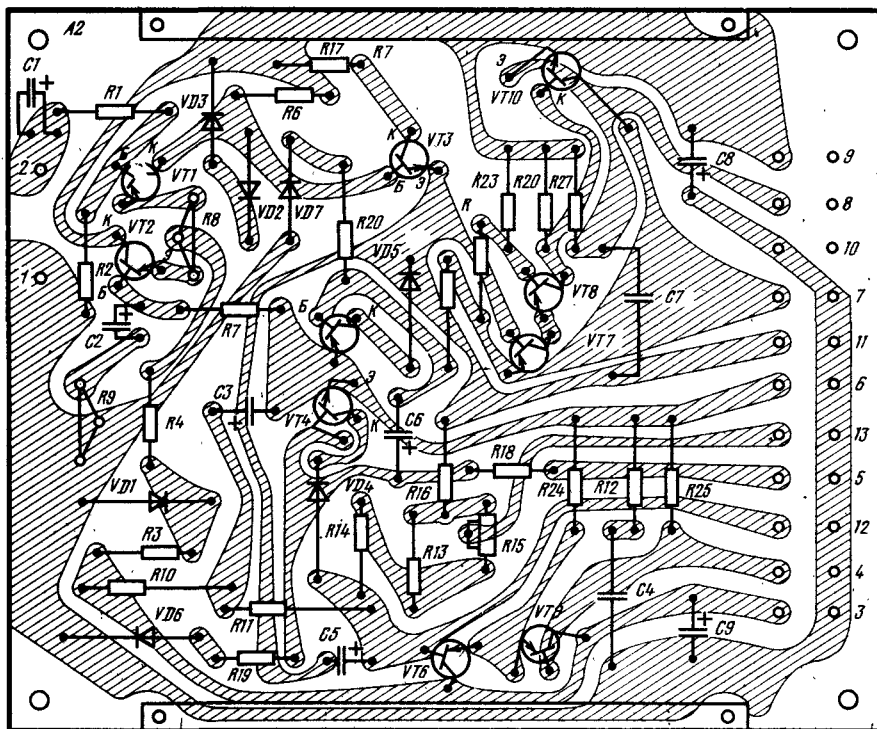 A2
R17
R7
Э
C1
R1
VD3
R6
VT10
К
К
VT3
C8
9
Б
К
2
VT1
Б
Э
R23
R20
R27
8
К
VT2
R8
VD2
VD7
R
R20
VD5
10
1
R2
Б
VT8
C7
7
C2
R7
Б
К
VT7
11
Э
6
R9
R4
C3
VT4
К
C6
13
R18
VD1
VD4
R16
R24
R12
R25
5
R3
R14
R13
R15
12
R10
4
VD6
R11
C4
3
VT9
C9
R19
C5
VT6